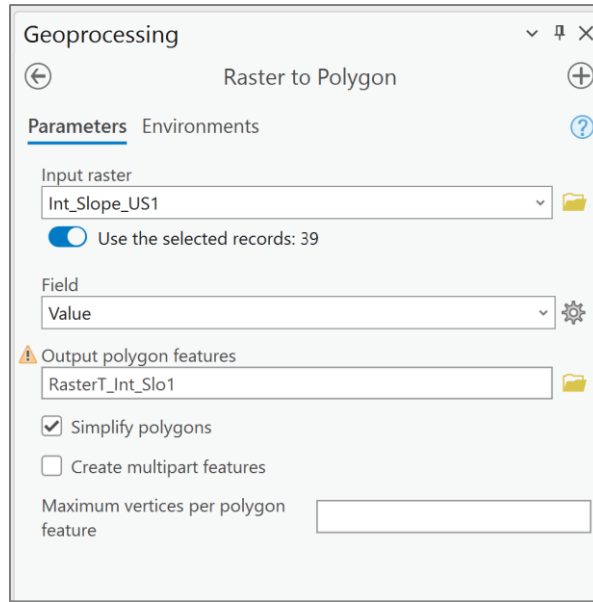 Geoprocessing
Raster to Polygon
Parameters Environments
Input raster
Int_Slope_US1
Use the selected records: 39
Field
Value
Output polygon features
RasterT_Int_Slo1
Simplify polygons
Create multipart features
Maximum vertices per polygon
feature